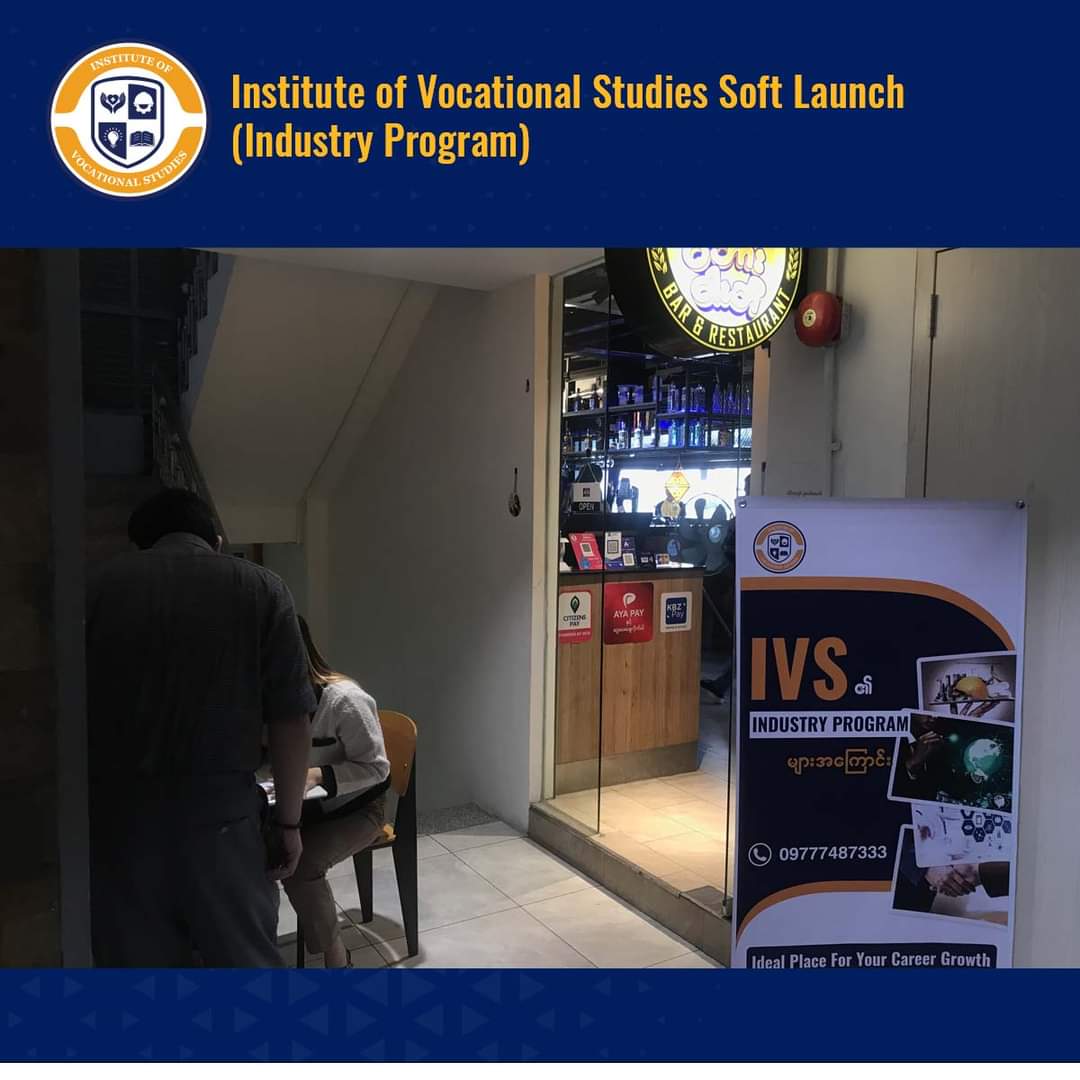 INSTITUTE OF
VOCATIONAL STUDIES
Institute of Vocational Studies Soft Launch
(Industry Program)
BAR & RESTAURANT
OPEN
CITIZENS
PAY
AYA PAY
KBZ
Pay
IVS ၏
INDUSTRY PROGRAM
များအကြောင်း
09777487333
Ideal Place For Your Career Growth